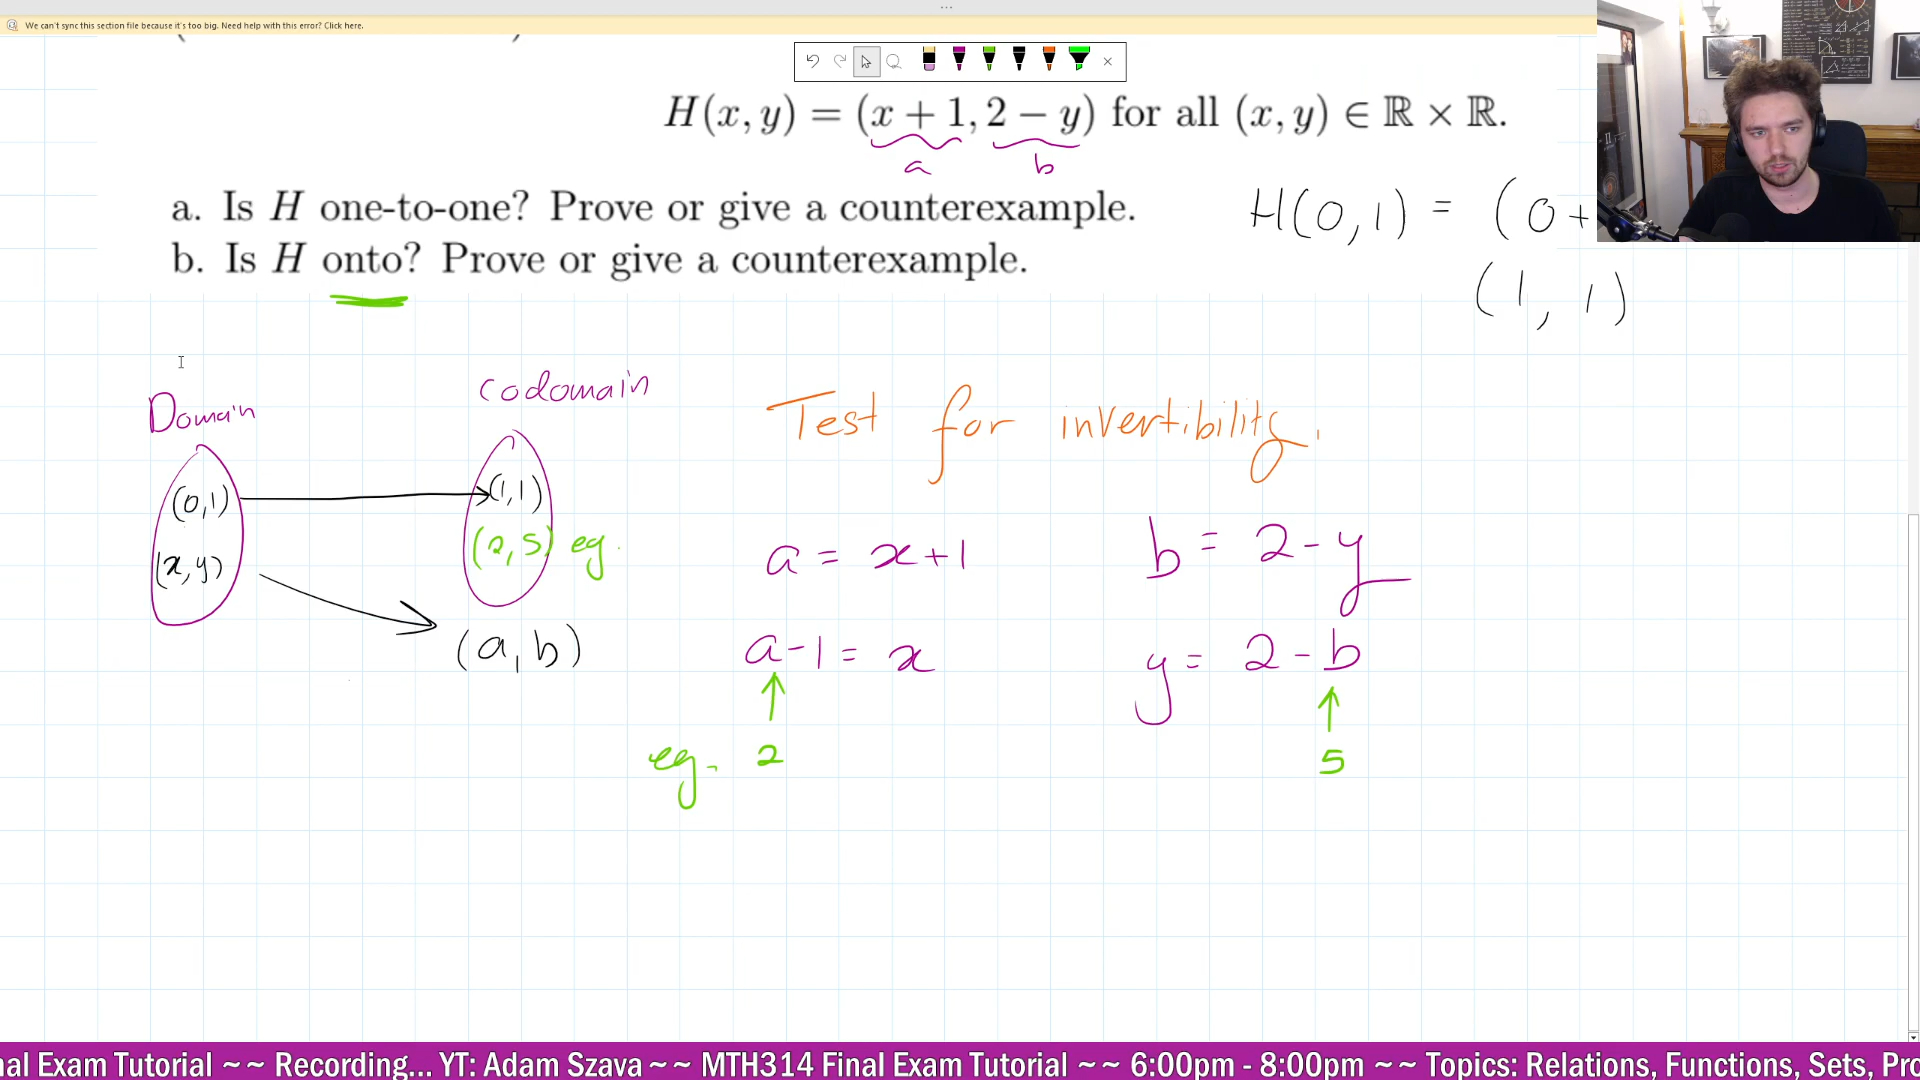 We can't sync this section file because it's too big. Need help with this error? Click here.
H(x, y) = (x + 1, 2 − y) for all (x, y) ∈ ℝ × ℝ.
a b
a. Is H one-to-one? Prove or give a counterexample.
H(0,1) = (0+
b. Is H onto? Prove or give a counterexample.
(1, 1)
Domain
codomain
Test for invertibility.
(0,1)
(1,1)
(2,5) eg.
(x,y)
(a,b)
a = x+1
b = 2-y
a-1 = x
y = 2-b
eg. 2
5
nal Exam Tutorial ~~ Recording... YT: Adam Szava ~~ MTH314 Final Exam Tutorial ~~ 6:00pm - 8:00pm ~~ Topics: Relations, Functions, Sets, Pro